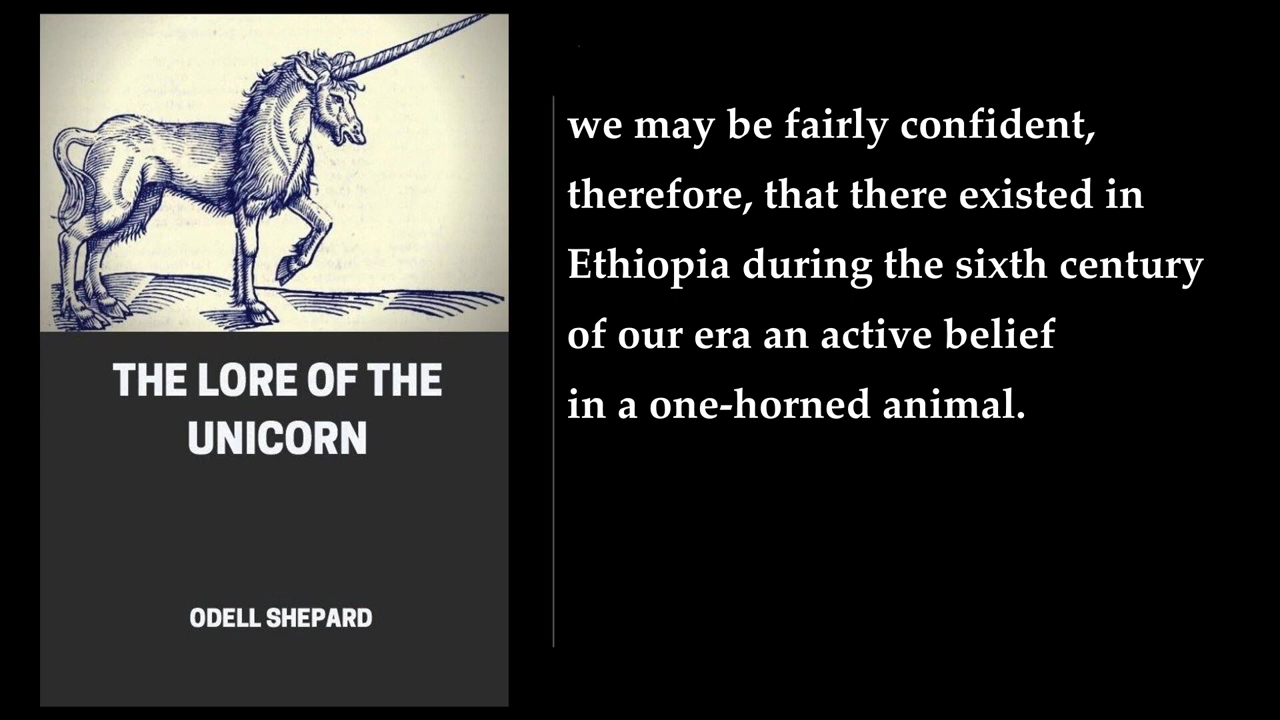 THE LORE OF THE
UNICORN
ODELL SHEPARD
we may be fairly confident,
therefore, that there existed in
Ethiopia during the sixth century
of our era an active belief
in a one-horned animal.